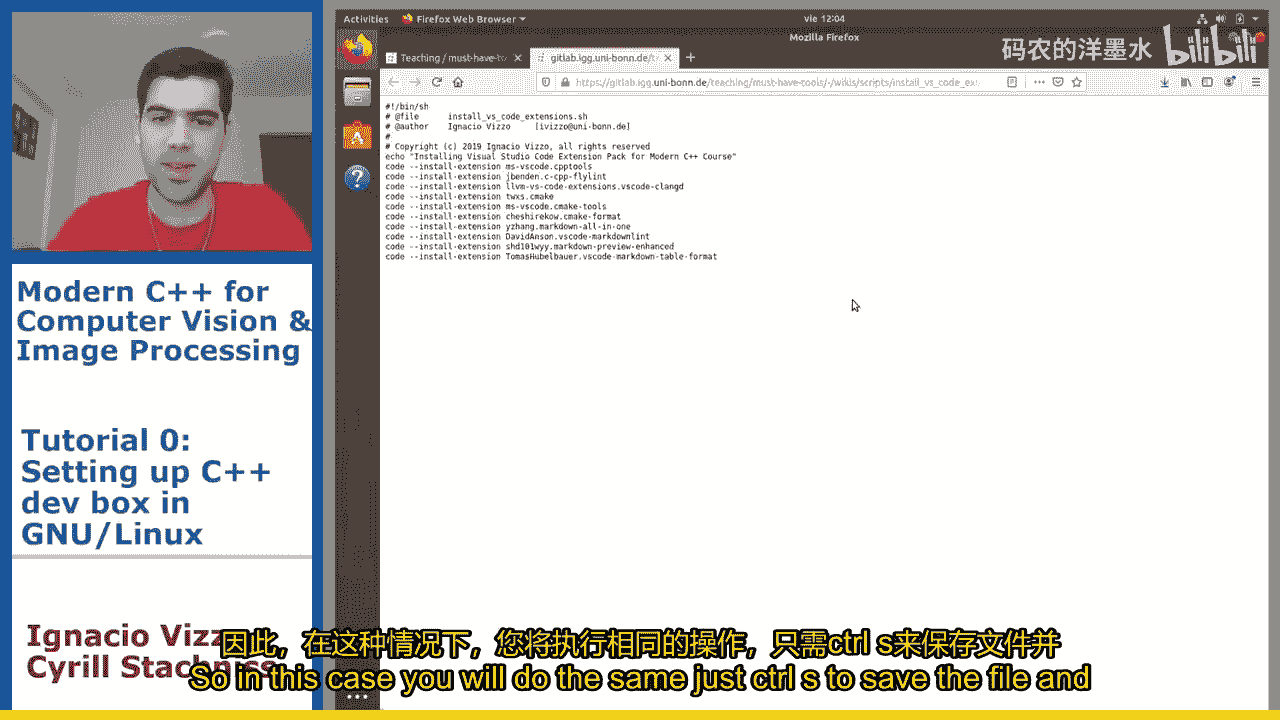 Activities Firefox Web Browser vie 12:04
Mozilla Firefox
码农的洋墨水 bilibili
Teaching / must-have-to
gitlab.igg.uni-bonn.de/t
https://gitlab.igg.uni-bonn.de/teaching/must-have-tools/-/wikis/scripts/install_vs_code_ex
#!/bin/sh
# @file install_vs_code_extensions.sh
# @author Ignacio Vizzo [ivizzo@uni-bonn.de]
#
# Copyright (c) 2019 Ignacio Vizzo, all rights reserved
echo "Installing Visual Studio Code Extension Pack for Modern C++ Course"
code --install-extension ms-vscode.cpptools
code --install-extension jbenden.c-cpp-flylint
code --install-extension llvm-vs-code-extensions.vscode-clangd
code --install-extension twxs.cmake
code --install-extension ms-vscode.cmake-tools
code --install-extension cheshirekow.cmake-format
code --install-extension yzhang.markdown-all-in-one
code --install-extension DavidAnson.vscode-markdownlint
code --install-extension shd101wyy.markdown-preview-enhanced
code --install-extension TomasHubelbauer.vscode-markdown-table-format
Modern C++ for
Computer Vision &
Image Processing
Tutorial 0:
Setting up C++
dev box in
GNU/Linux
Ignacio Vizzo
Cyrill Stachniss
因此，在这种情况下，您将执行相同的操作，只需ctrl s来保存文件并
So in this case you will do the same just ctrl s to save the file and